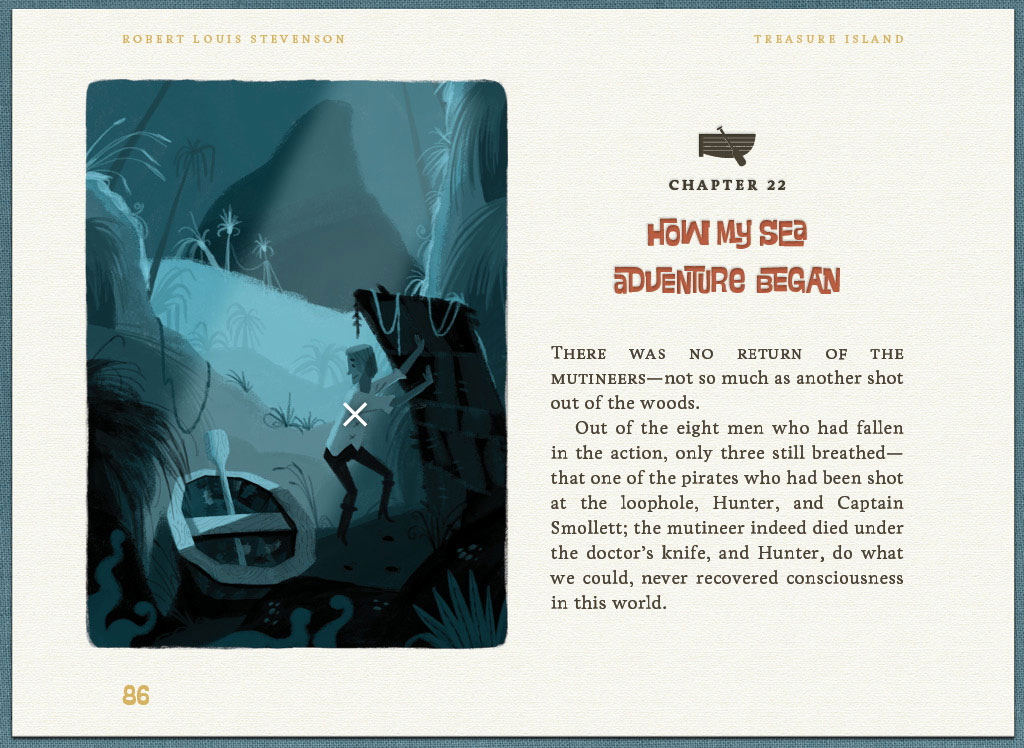 ROBERT LOUIS STEVENSON
TREASURE ISLAND
CHAPTER 22
HOW MY SEa
aDVENTURe BEGAN
THERE WAS NO RETURN OF THE
MUTINEERS—not so much as another shot
out of the woods.
Out of the eight men who had fallen
in the action, only three still breathed—
that one of the pirates who had been shot
at the loophole, Hunter, and Captain
Smollett; the mutineer indeed died under
the doctor's knife, and Hunter, do what
we could, never recovered consciousness
in this world.
86